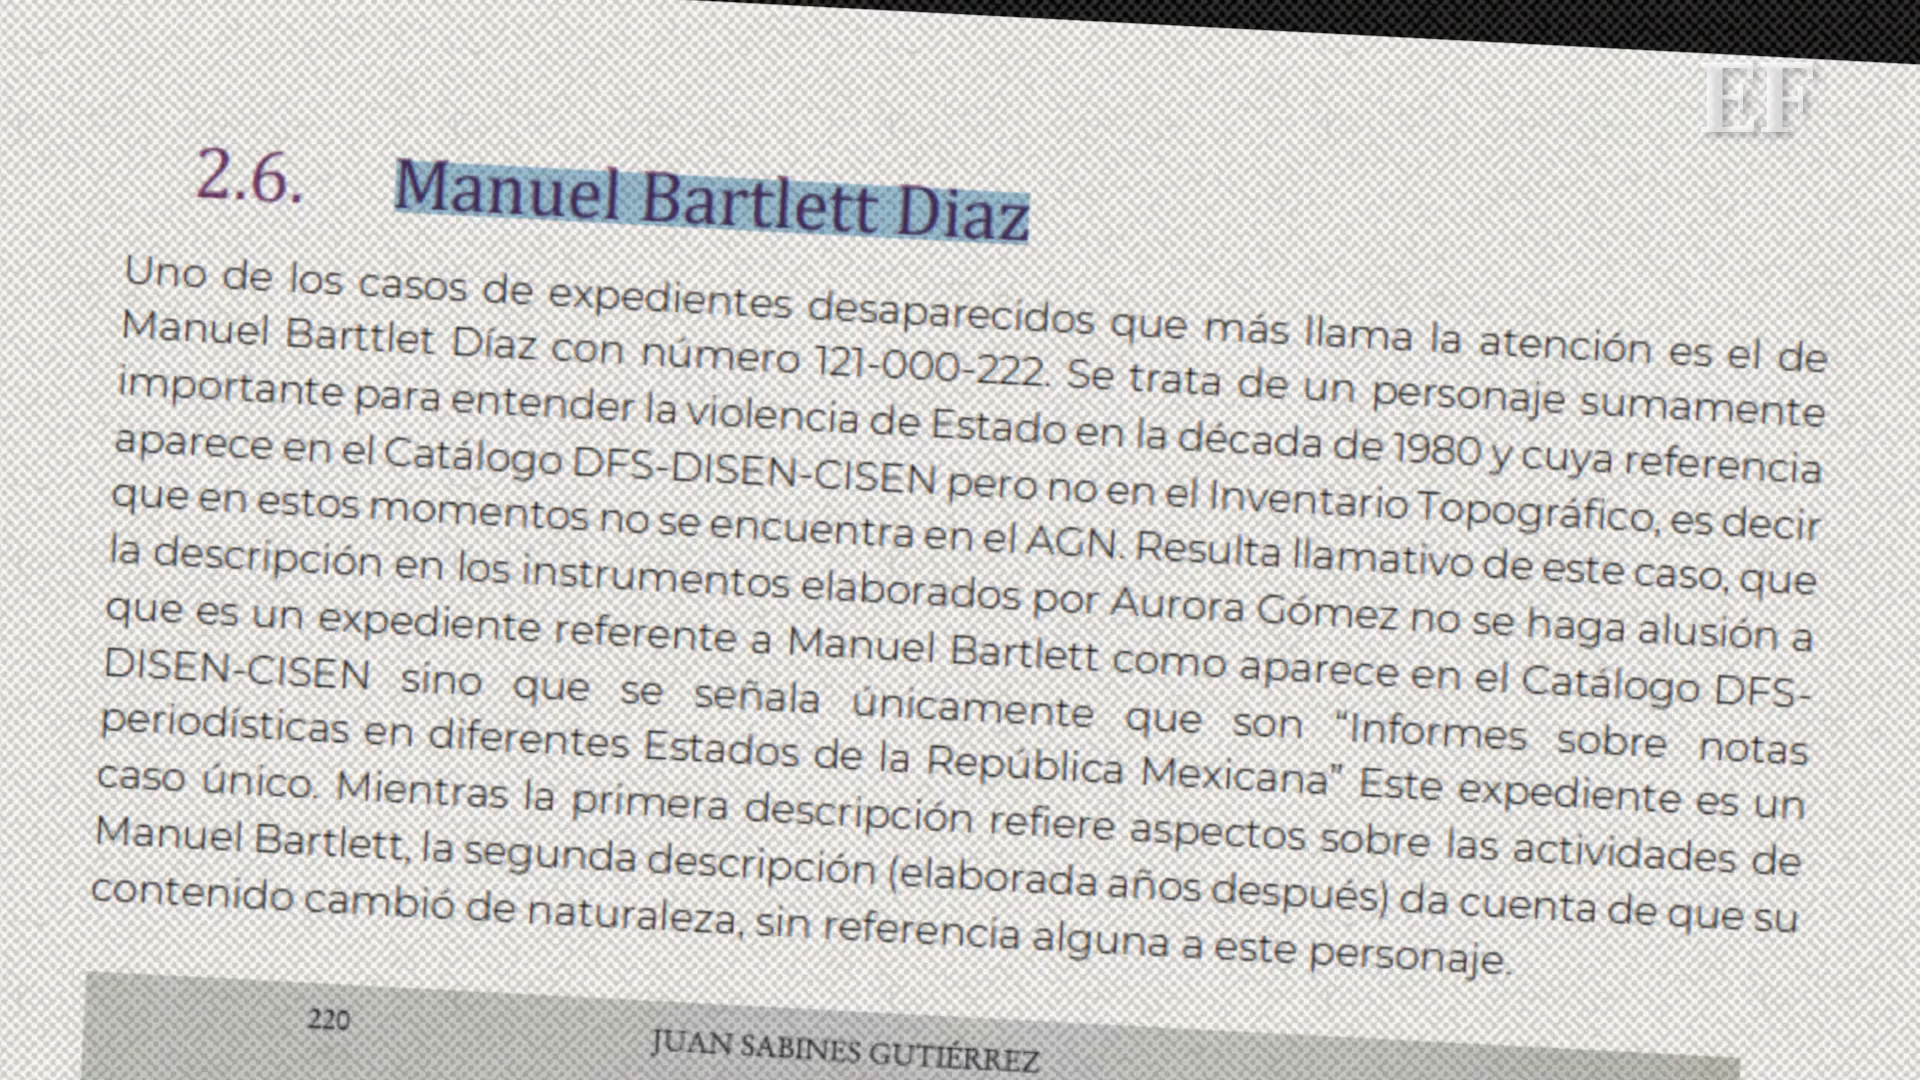 EF
2.6. Manuel Bartlett Diaz
Uno de los casos de expedientes desaparecidos que más llama la atención es el de
Manuel Barttlet Díaz con número 121-000-222. Se trata de un personaje sumamente
importante para entender la violencia de Estado en la década de 1980 y cuya referencia
aparece en el Catálogo DFS-DISEN-CISEN pero no en el Inventario Topográfico, es decir
que en estos momentos no se encuentra en el AGN. Resulta llamativo de este caso, que
la descripción en los instrumentos elaborados por Aurora Gómez no se haga alusión a
que es un expediente referente a Manuel Bartlett como aparece en el Catálogo DFS-
DISEN-CISEN sino que se señala únicamente que son “Informes sobre notas
periodísticas en diferentes Estados de la República Mexicana” Este expediente es un
caso único. Mientras la primera descripción refiere aspectos sobre las actividades de
Manuel Bartlett, la segunda descripción (elaborada años después) da cuenta de que su
contenido cambió de naturaleza, sin referencia alguna a este personaje.
220 JUAN SABINES GUTIÉRREZ